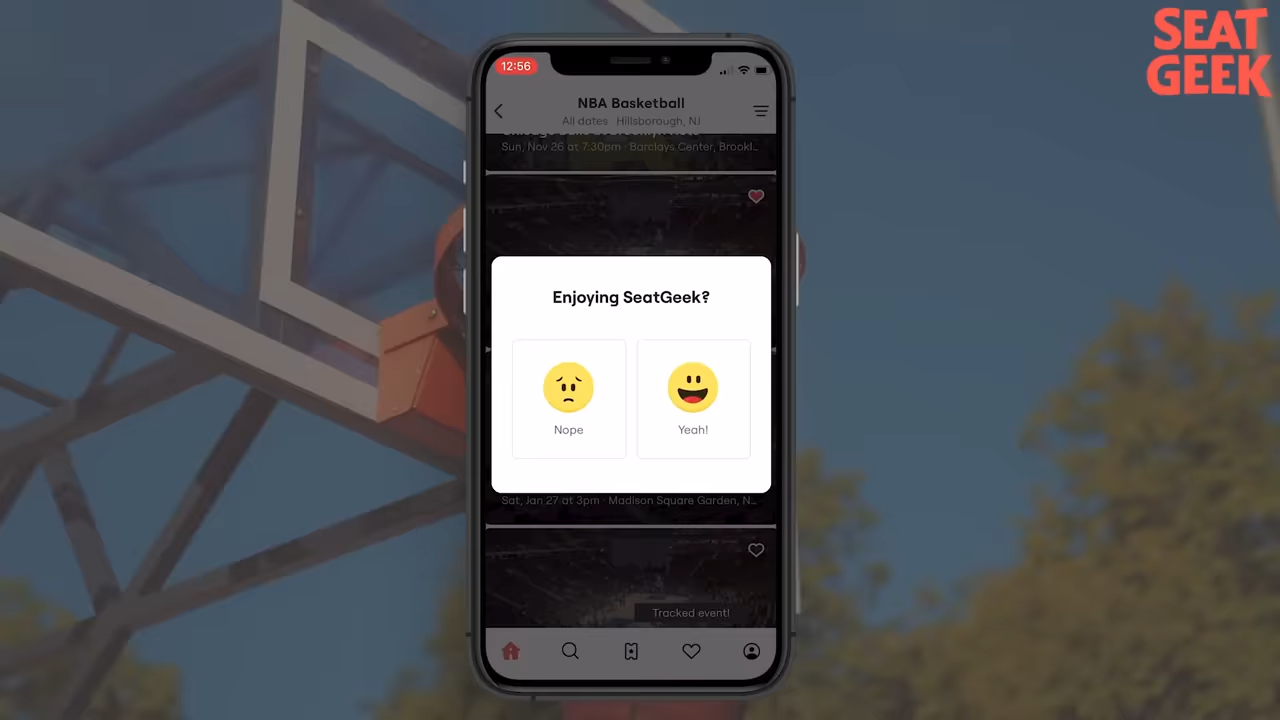 SEAT
GEEK
12:56
NBA Basketball
All dates Hillsborough, NJ
Sun, Nov 26 at 7:30pm · Barclays Center, Brookl...
Enjoying SeatGeek?
Nope
Yeah!
Sat, Jan 27 at 3pm · Madison Square Garden, N...
Tracked event!